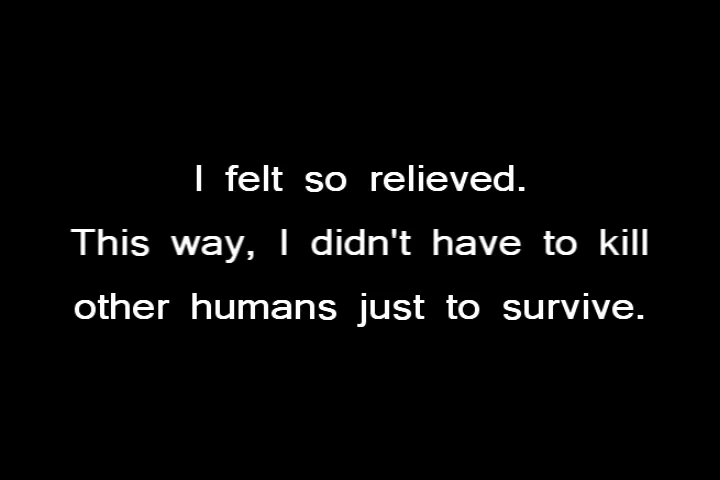 I felt so relieved.
This way, I didn't have to kill
other humans just to survive.